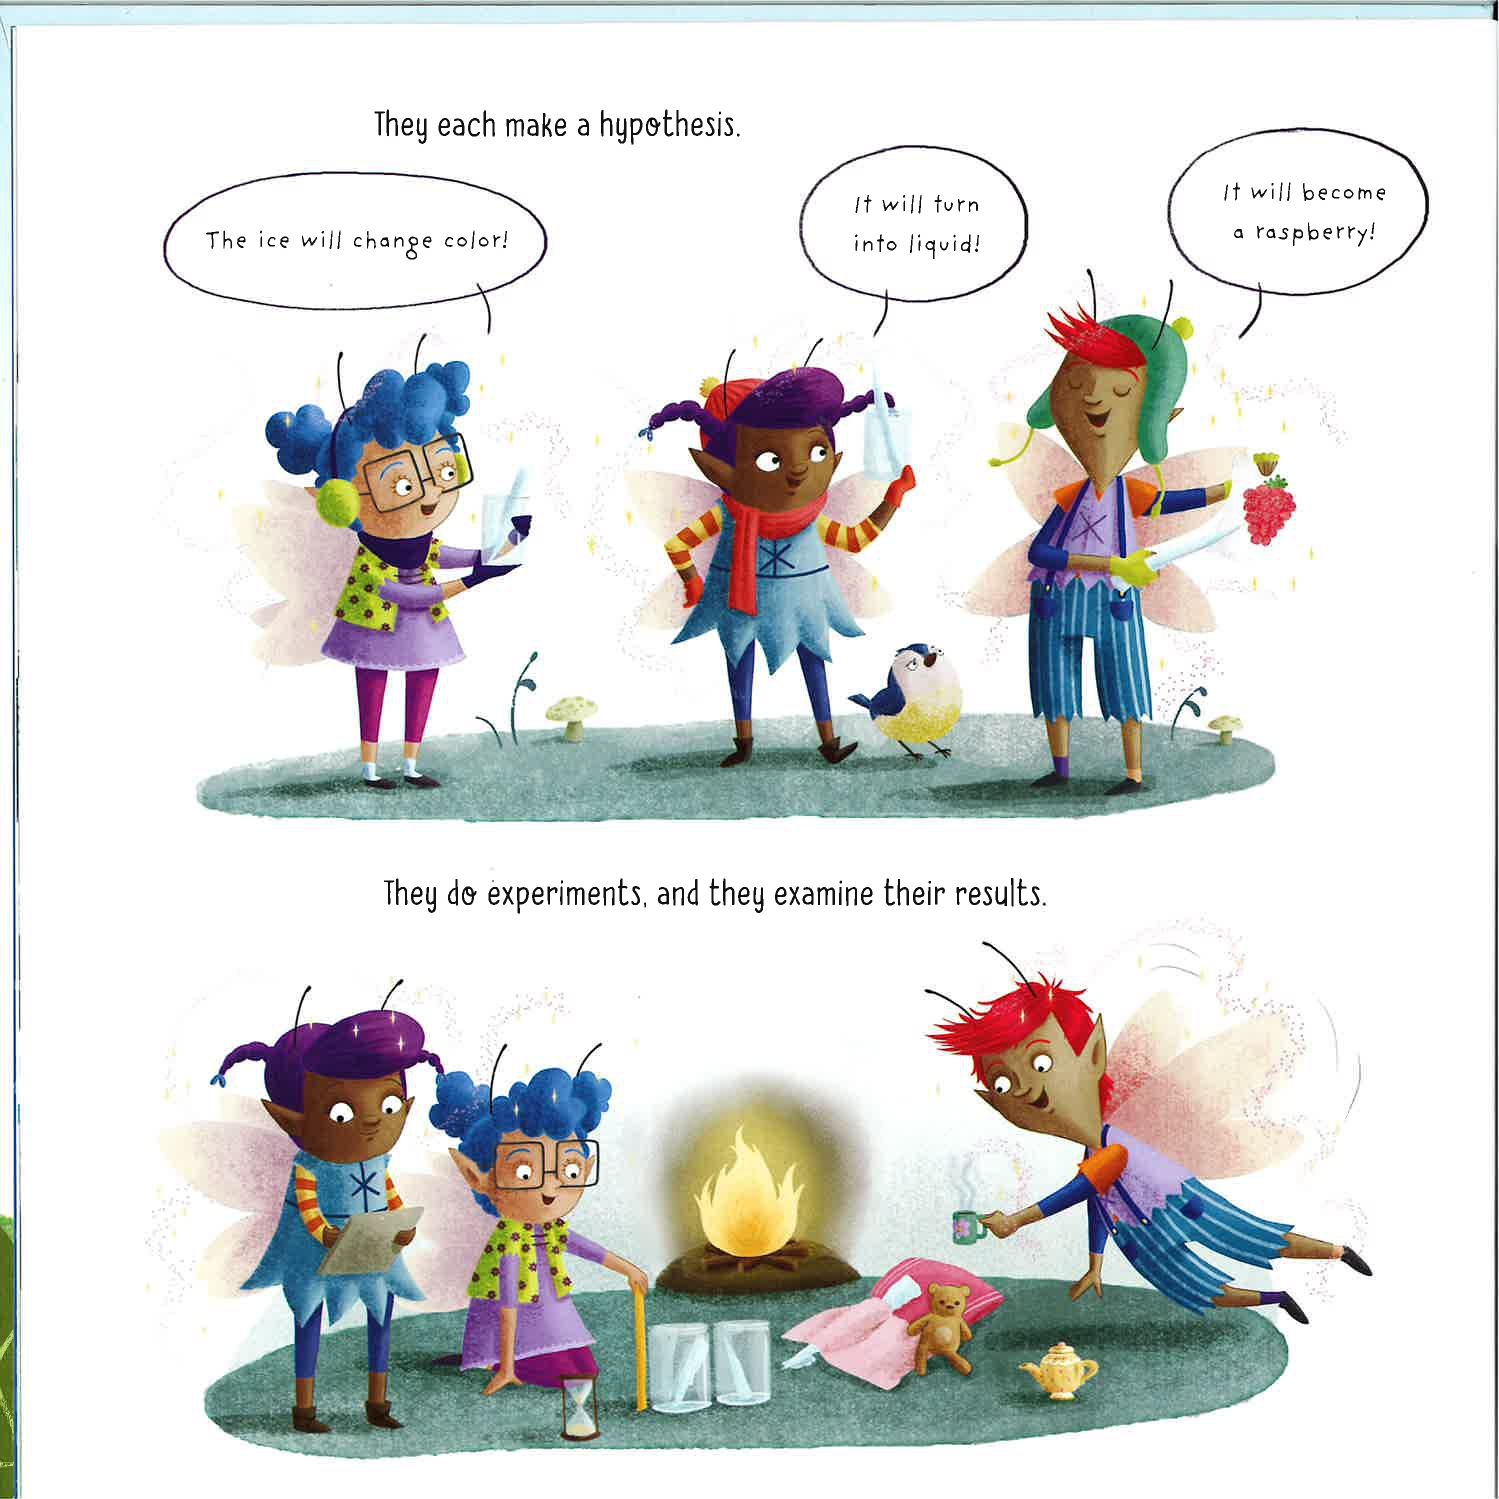 They each make a hypothesis.
The ice will change color!
It will turn
into liquid!
It will become
a raspberry!
They do experiments, and they examine their results.